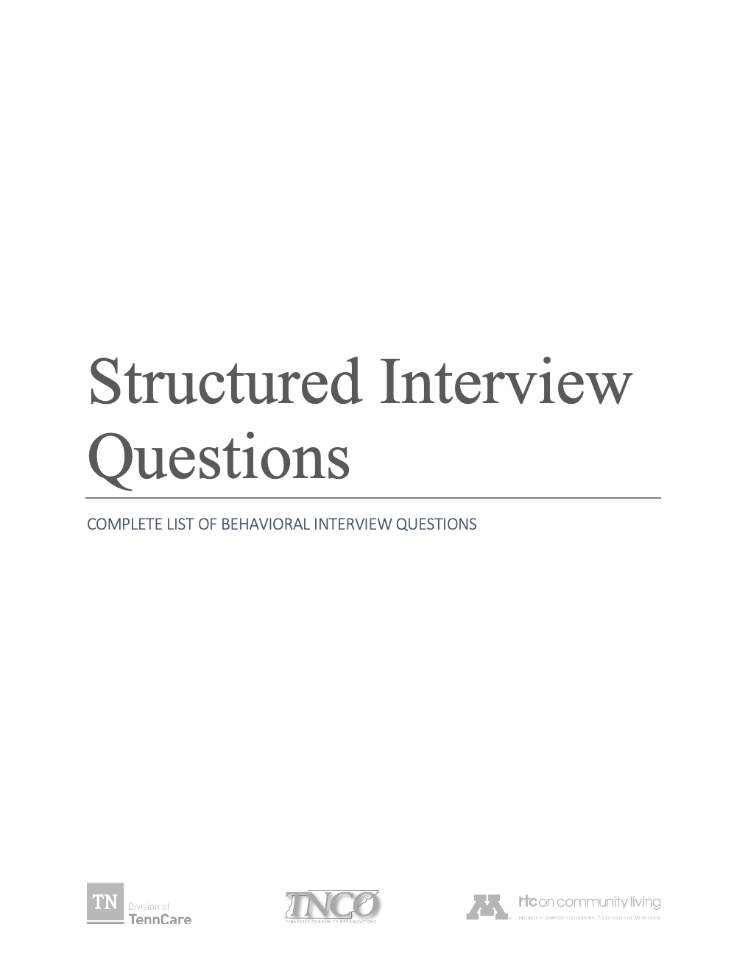 Structured Interview
Questions
COMPLETE LIST OF BEHAVIORAL INTERVIEW QUESTIONS
TN
Division of
TennCare
TNCO
rtc on community living